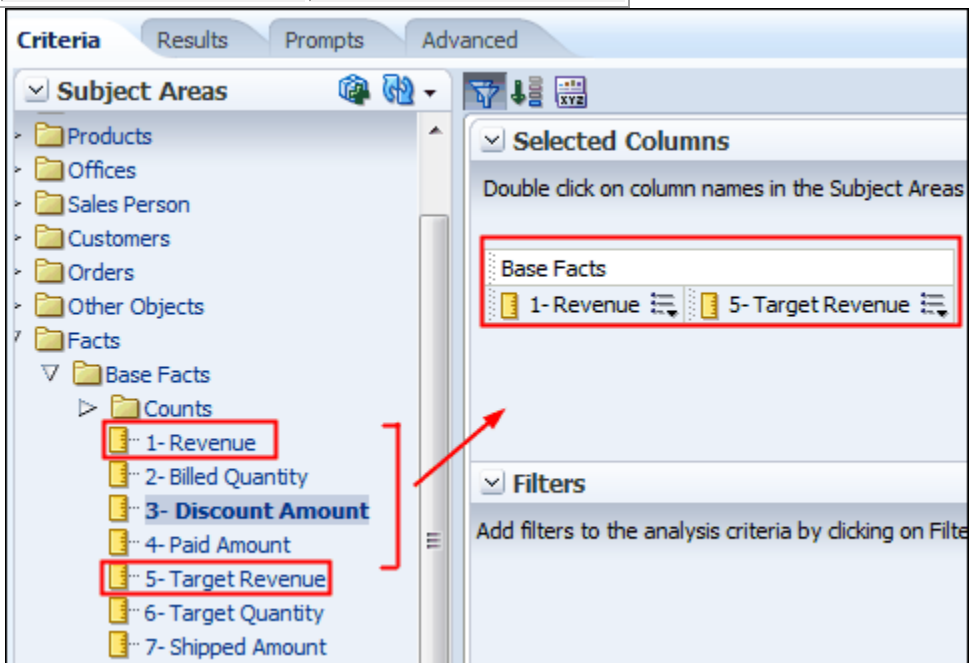 Criteria Results Prompts Advanced
Subject Areas
Products
Offices
Sales Person
Customers
Orders
Other Objects
Facts
Base Facts
Counts
1- Revenue
2- Billed Quantity
3- Discount Amount
4- Paid Amount
5- Target Revenue
6- Target Quantity
7- Shipped Amount
XYZ
Selected Columns
Double click on column names in the Subject Areas
Base Facts
1- Revenue 5- Target Revenue
Filters
Add filters to the analysis criteria by clicking on Filte